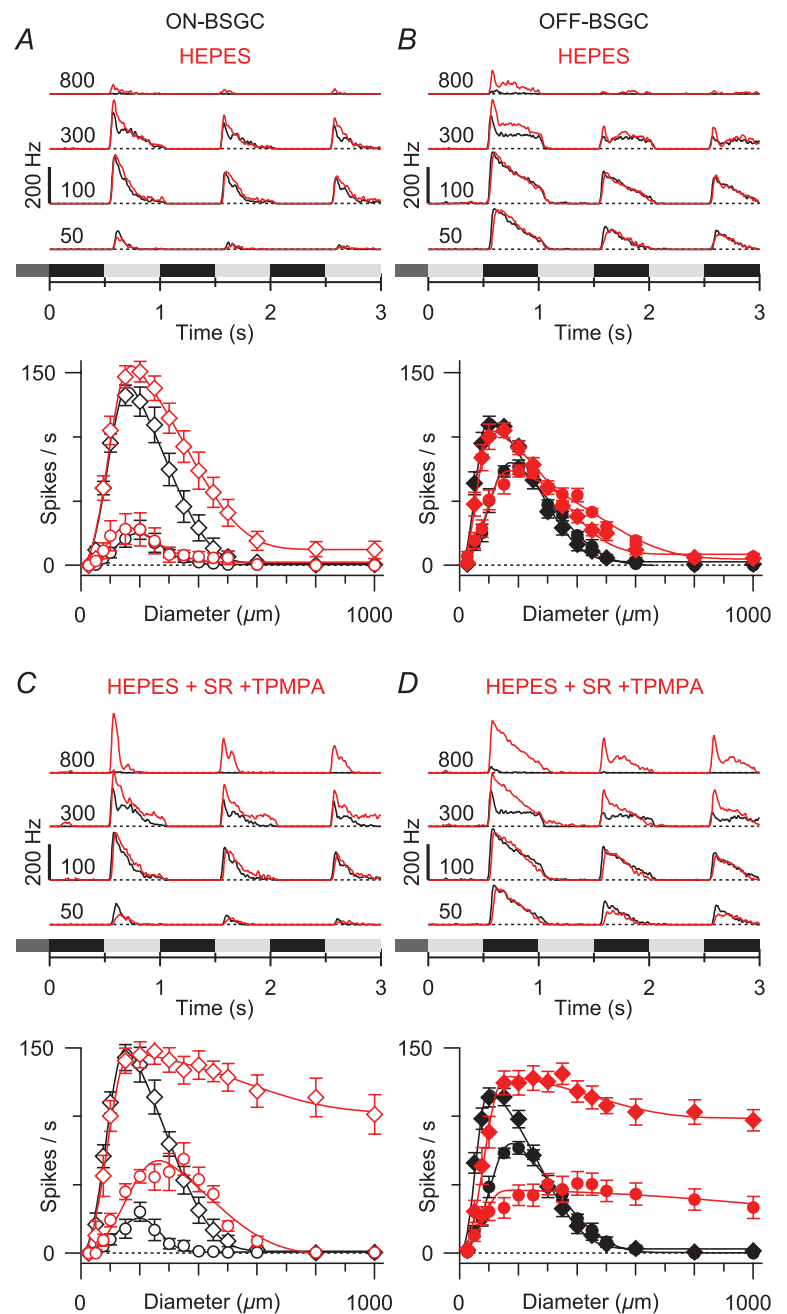 A ON-BSGC
HEPES
800
300
100
50
200 Hz
0 1 2 3
Time (s)
150
0
Spikes / s
0 1000
Diameter (µm)
B OFF-BSGC
HEPES
800
300
100
50
200 Hz
0 1 2 3
Time (s)
150
0
Spikes / s
0 1000
Diameter (µm)
C HEPES + SR +TPMPA
800
300
100
50
200 Hz
0 1 2 3
Time (s)
150
0
Spikes / s
0 1000
Diameter (µm)
D HEPES + SR +TPMPA
800
300
100
50
200 Hz
0 1 2 3
Time (s)
150
0
Spikes / s
0 1000
Diameter (µm)